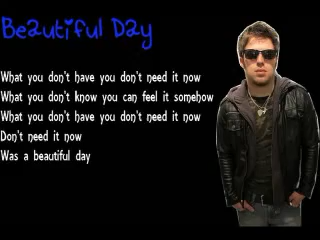 Beautiful Day
What you don't have you don't need it now
What you don't know you can feel it somehow
What you don't have you don't need it now
Don't need it now
Was a beautiful day